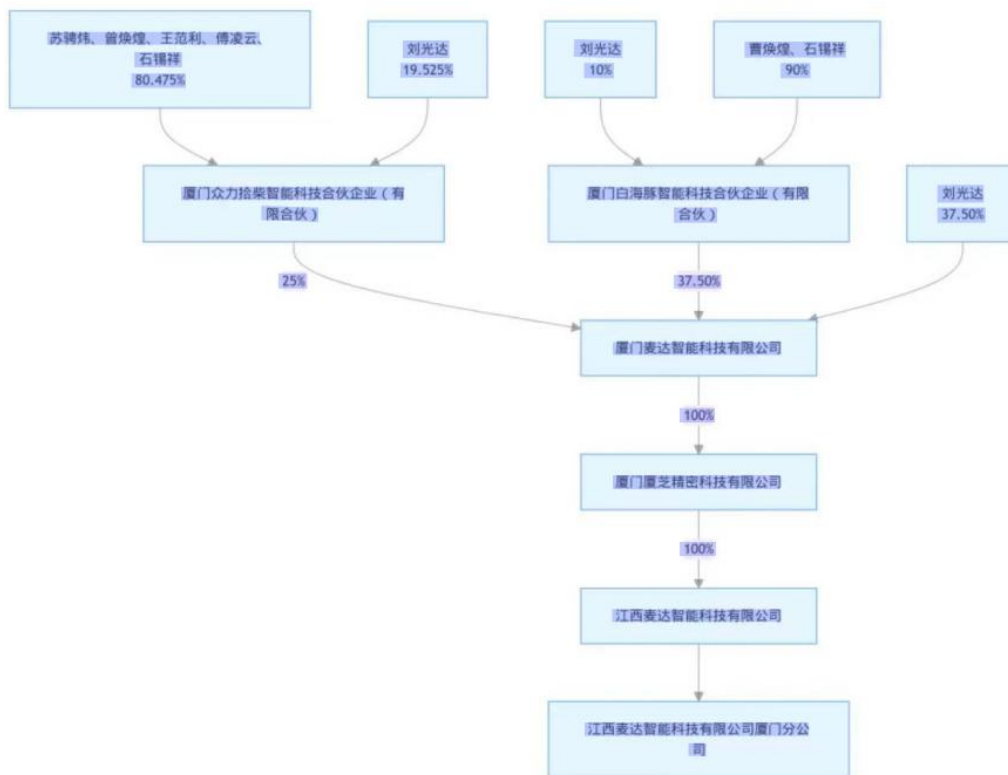 苏骋炜、曾焕煌、王范利、傅凌云、
石锡祥
80.475%
刘光达
19.525%
刘光达
10%
曹焕煌、石锡祥
90%
厦门众力拾柴智能科技合伙企业（有
限合伙）
厦门白海豚智能科技合伙企业（有限
合伙）
刘光达
37.50%
25%
37.50%
厦门麦达智能科技有限公司
100%
厦门厦芝精密科技有限公司
100%
江西麦达智能科技有限公司
江西麦达智能科技有限公司厦门分公
司